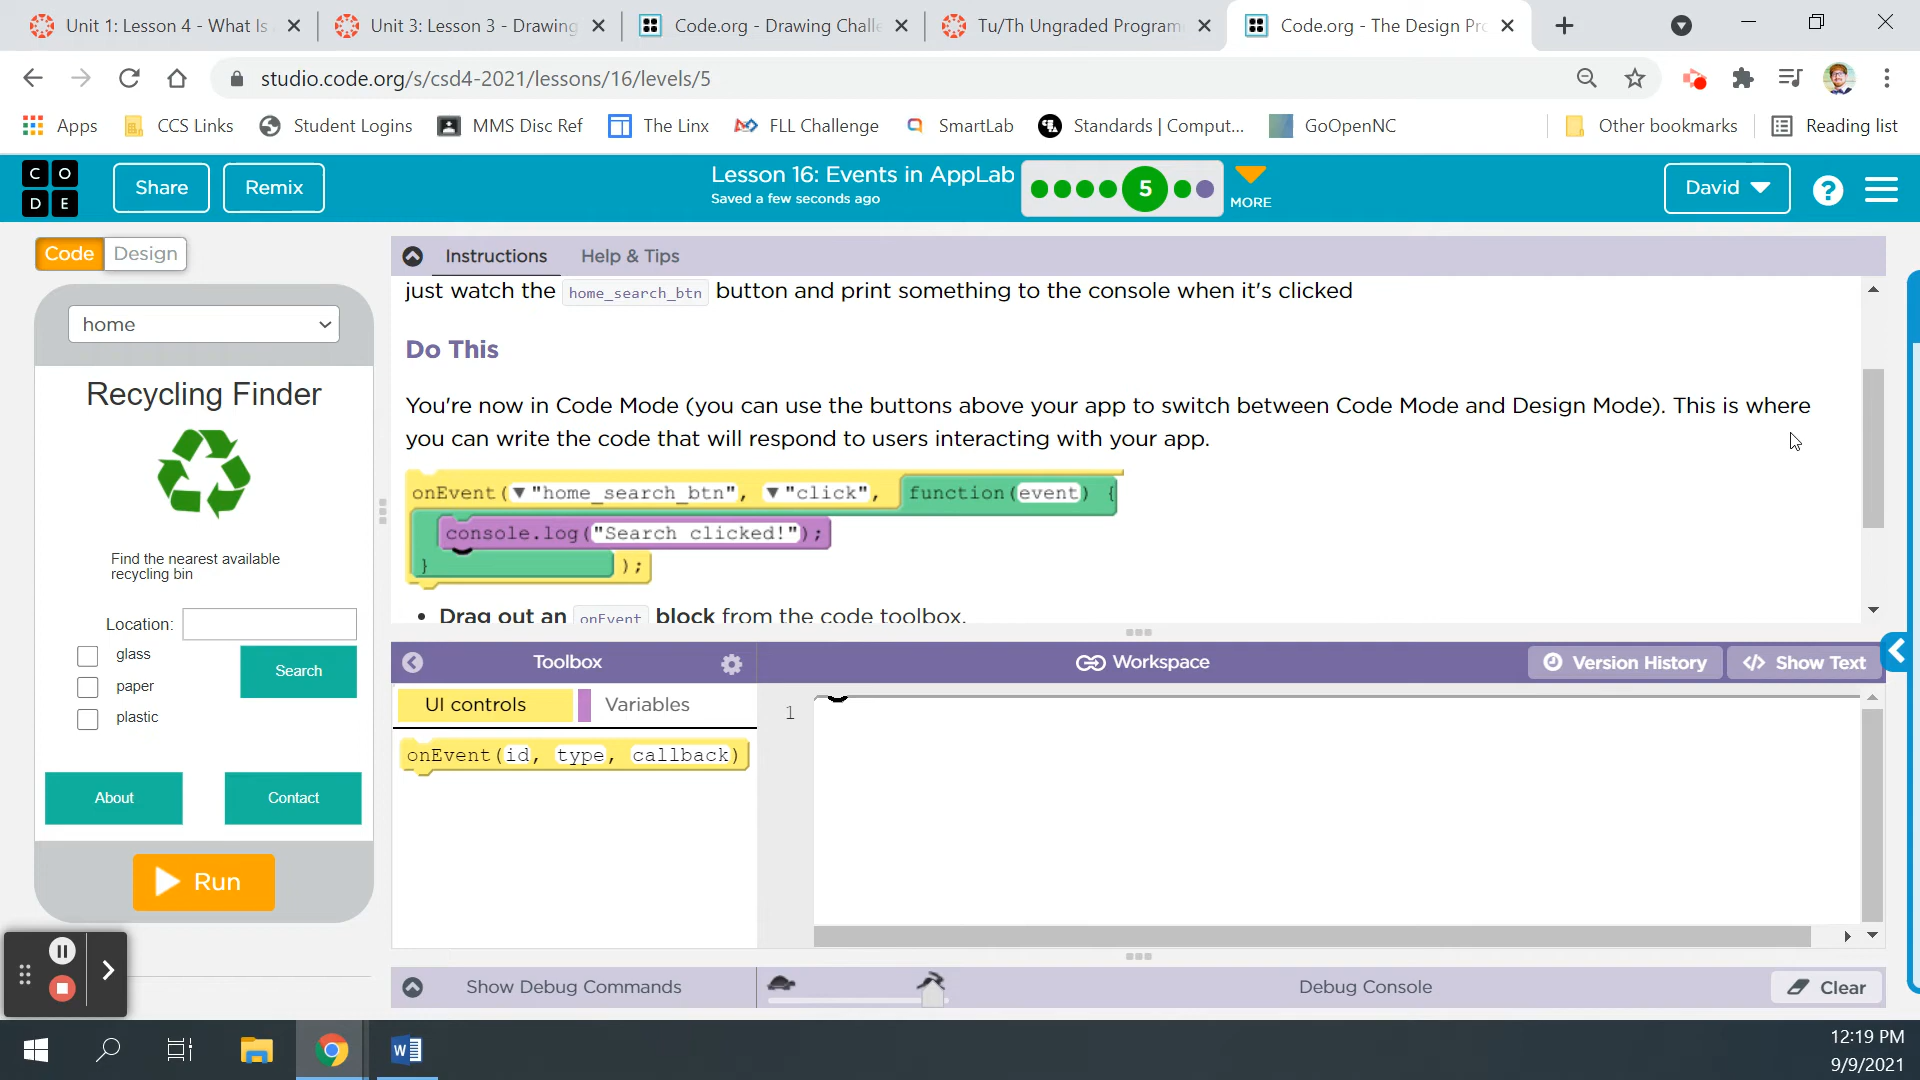 Unit 1: Lesson 4 - What Is
Unit 3: Lesson 3 - Drawing
Code.org - Drawing Challe
Tu/Th Ungraded Program
Code.org - The Design Pro
studio.code.org/s/csd4-2021/lessons/16/levels/5
Apps
CCS Links
Student Logins
MMS Disc Ref
The Linx
FLL Challenge
SmartLab
Standards | Comput...
GoOpenNC
Other bookmarks
Reading list
CODE
Share
Remix
Lesson 16: Events in AppLab
Saved a few seconds ago
5
MORE
David
?
Code
Design
home
Recycling Finder
Find the nearest available
recycling bin
Location:
glass
paper
plastic
Search
About
Contact
Run
Instructions
Help & Tips
just watch the home_search_btn button and print something to the console when it's clicked
Do This
You're now in Code Mode (you can use the buttons above your app to switch between Code Mode and Design Mode). This is where
you can write the code that will respond to users interacting with your app.
onEvent(▼"home_search_btn", ▼"click", function(event) {
console.log("Search clicked!");
} );
• Drag out an onEvent block from the code toolbox.
Toolbox
Workspace
Version History
</> Show Text
UI controls
Variables
onEvent(id, type, callback)
1
Show Debug Commands
Debug Console
Clear
12:19 PM
9/9/2021